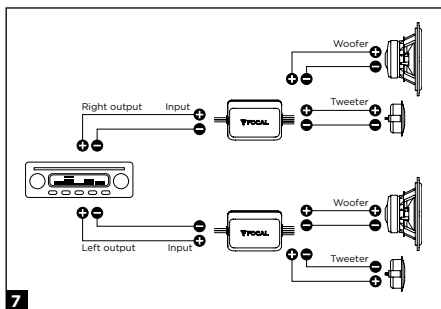 Woofer
Tweeter
Right output Input
FOCAL
Woofer
Left output Input
FOCAL
Tweeter
7